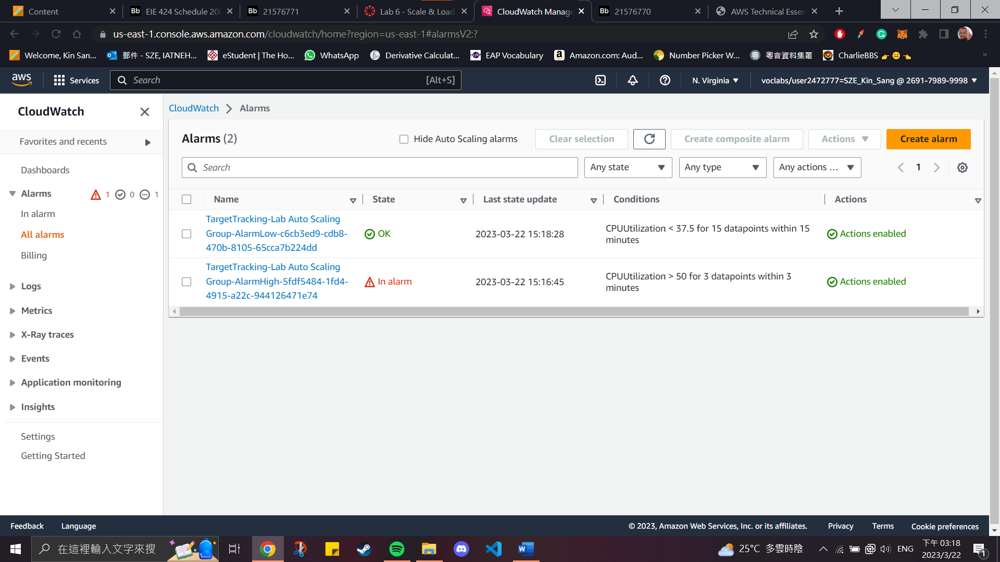 Content
EIE 424 Schedule 20
21576771
Lab 6 - Scale & Load
CloudWatch Manage
21576770
AWS Technical Essen
us-east-1.console.aws.amazon.com/cloudwatch/home?region=us-east-1#alarmsV2:?
Welcome, Kin San...
郵件 - SZE, IATNEH...
eStudent | The Ho...
WhatsApp
Derivative Calculat...
EAP Vocabulary
Amazon.com: Aud...
Number Picker W...
粵音資料集叢
CharlieBBS 👉😑👈
aws
Services
Search
[Alt+S]
N. Virginia
voclabs/user2472777=SZE_Kin_Sang @ 2691-7989-9998
CloudWatch
Favorites and recents
Dashboards
Alarms 1 0 1
In alarm
All alarms
Billing
Logs
Metrics
X-Ray traces
Events
Application monitoring
Insights
Settings
Getting Started
CloudWatch > Alarms
Alarms (2)
Hide Auto Scaling alarms
Clear selection
Create composite alarm
Actions
Create alarm
Search
Any state
Any type
Any actions ...
1
Name State Last state update Conditions Actions
TargetTracking-Lab Auto Scaling
Group-AlarmLow-c6cb3ed9-cdb8-
470b-8105-65cca7b224dd
OK
2023-03-22 15:18:28
CPUUtilization < 37.5 for 15 datapoints within 15
minutes
Actions enabled
TargetTracking-Lab Auto Scaling
Group-AlarmHigh-5fdf5484-1fd4-
4915-a22c-944126471e74
In alarm
2023-03-22 15:16:45
CPUUtilization > 50 for 3 datapoints within 3
minutes
Actions enabled
Feedback
Language
© 2023, Amazon Web Services, Inc. or its affiliates.
Privacy
Terms
Cookie preferences
在這裡輸入文字來搜
25°C 多雲時陰
ENG
下午 03:18
2023/3/22
1